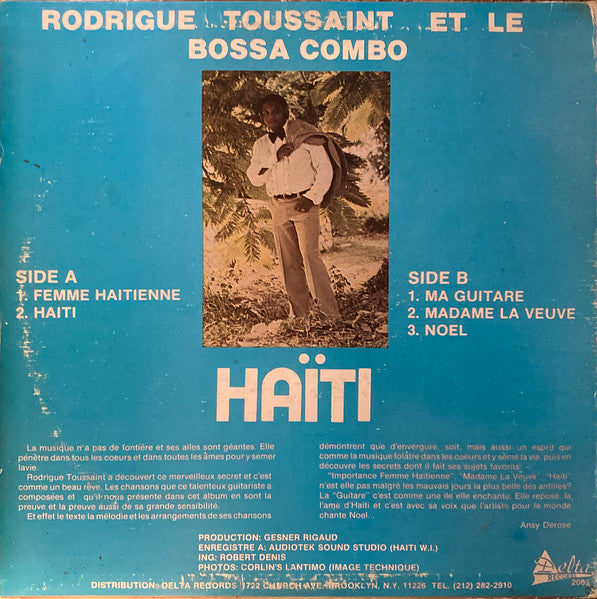 RODRIGUE TOUSSAINT ET LE
BOSSA COMBO
SIDE A
1. FEMME HAITIENNE
2. HAITI
SIDE B
1. MA GUITARE
2. MADAME LA VEUVE
3. NOEL
HAÏTI
La musique n'a pas de fontière et ses ailes sont géantes. Elle
pénètre dans tous les coeurs et dans toutes les âmes pour y semer
lavie.
Rodrigue Toussaint a découvert ce merveilleux secret et c'est
comme un beau rêve. Les chansons que ce talentueux guitariste a
composées et qu'il nous présente dans cet album en sont la
preuve et la preuve aussi de sa grande sensibilité.
Et effet le texte la mélodie et les arrangements de ses chansons
démontrent que d'envergure, soit, mais aussi un esprit qui
comme la musique folâtre dans les coeurs et y sème la vie, puis en
découvre les secrets dont il fait ses sujets favoris:
"Importance Femme Haitienne", "Madame La Veuve", "Haiti"
n'est elle pas malgré les mauvais jours la plus belle des antilles?
La "Guitare" c'est comme une ile elle enchante. Elle repose la
l'ame d'Haiti et c'est avec sa voix que l'artiste pour le monde
chante Noel...
Ansy Derose
PRODUCTION: GESNER RIGAUD
ENREGISTRE A: AUDIOTEK SOUND STUDIO (HAITI W.I.)
ING: ROBERT DENIS
PHOTOS: CORLIN'S LANTIMO (IMAGE TECHNIQUE)
DISTRIBUTION: DELTA RECORDS 1722 CHURCH AVE. BROOKLYN, N.Y. 11226 TEL. (212) 282-2910
Delta
RECORDS